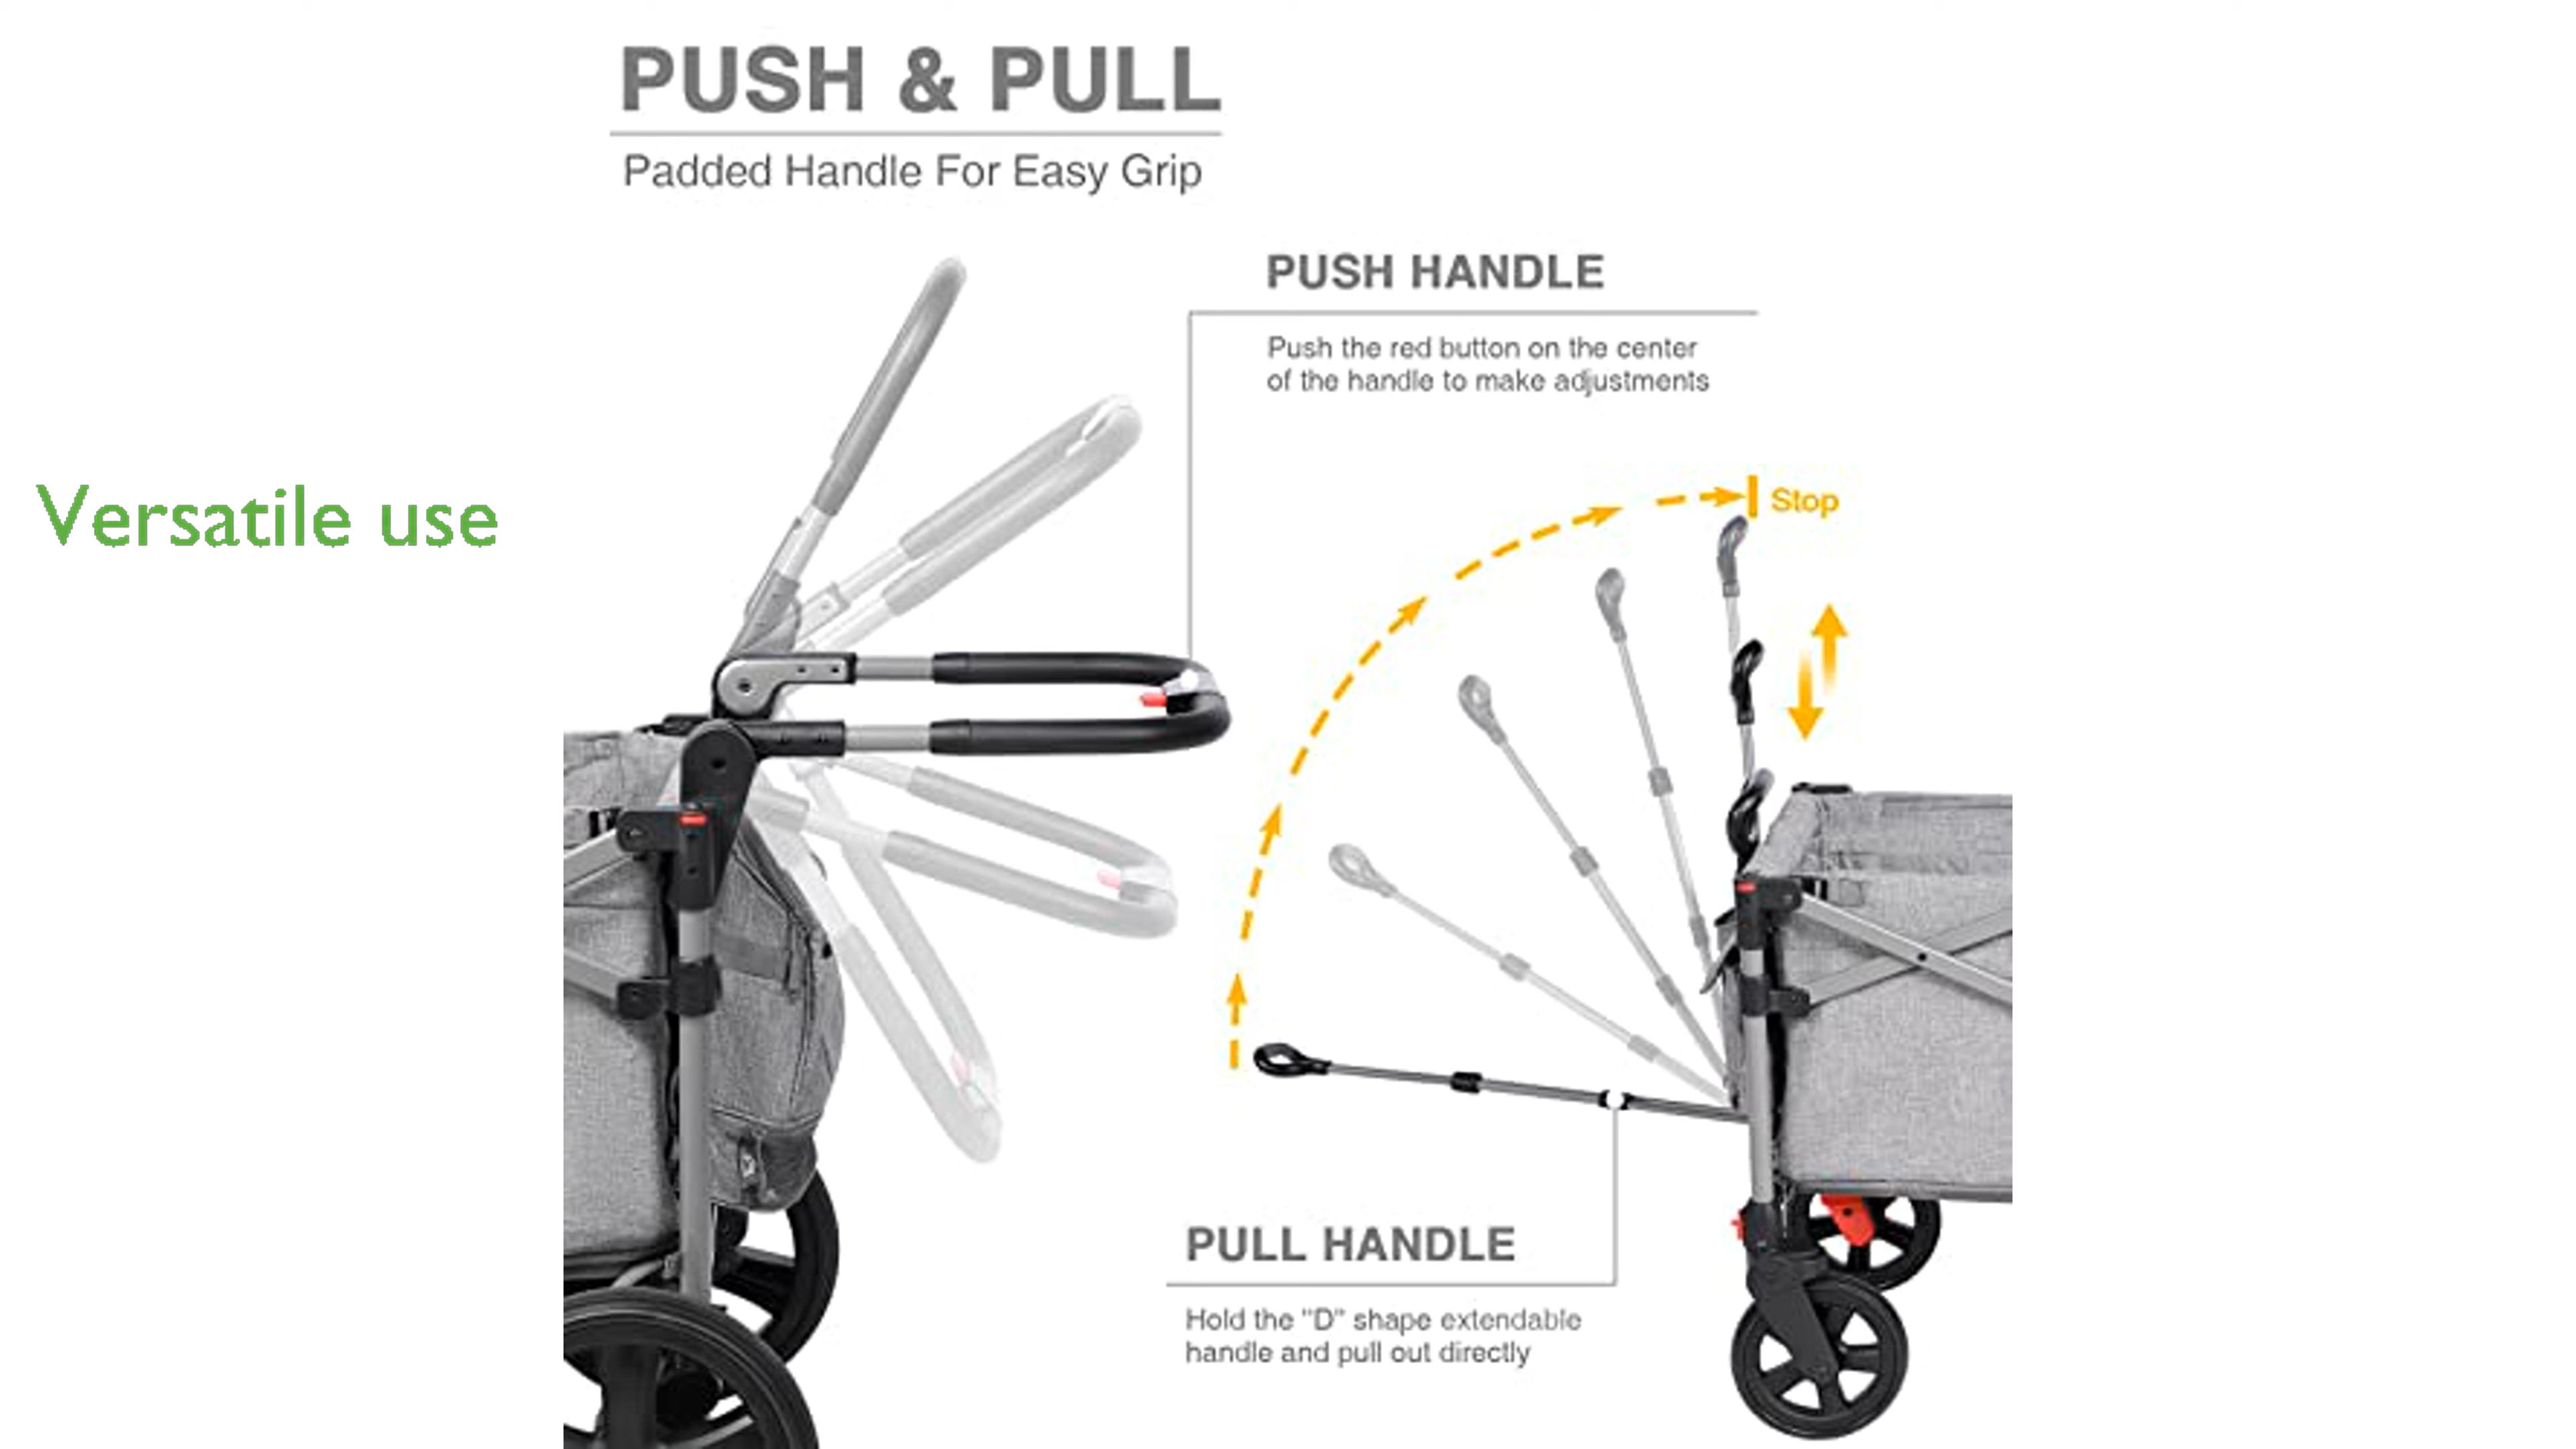 PUSH & PULL
Padded Handle For Easy Grip
PUSH HANDLE
Push the red button on the center
of the handle to make adjustments
Versatile use
Stop
PULL HANDLE
Hold the "D" shape extendable
handle and pull out directly